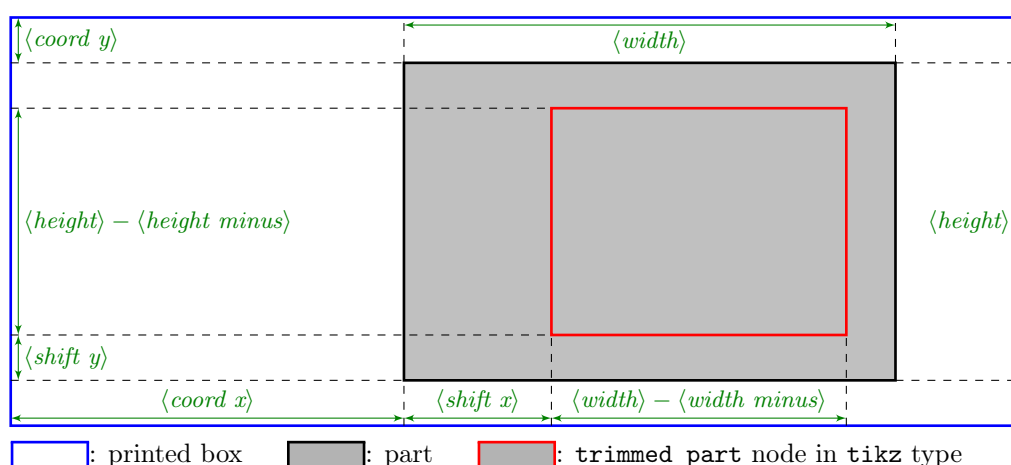 ⟨coord y⟩
⟨width⟩
⟨height⟩ − ⟨height minus⟩
⟨height⟩
⟨shift y⟩
⟨coord x⟩
⟨shift x⟩
⟨width⟩ − ⟨width minus⟩
: printed box
: part
: trimmed part node in tikz type